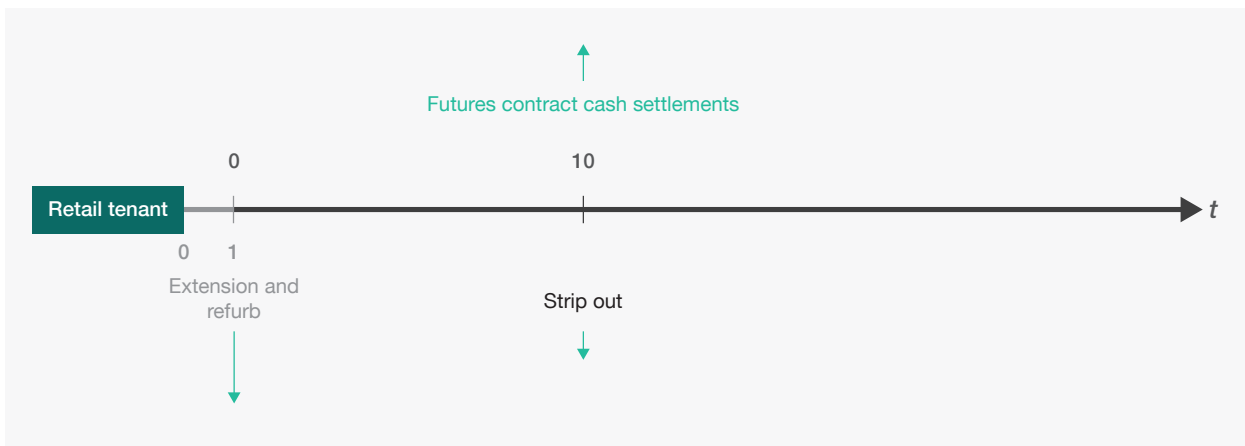 Futures contract cash settlements
0
10
Retail tenant
t
0
1
Extension and
refurb
Strip out